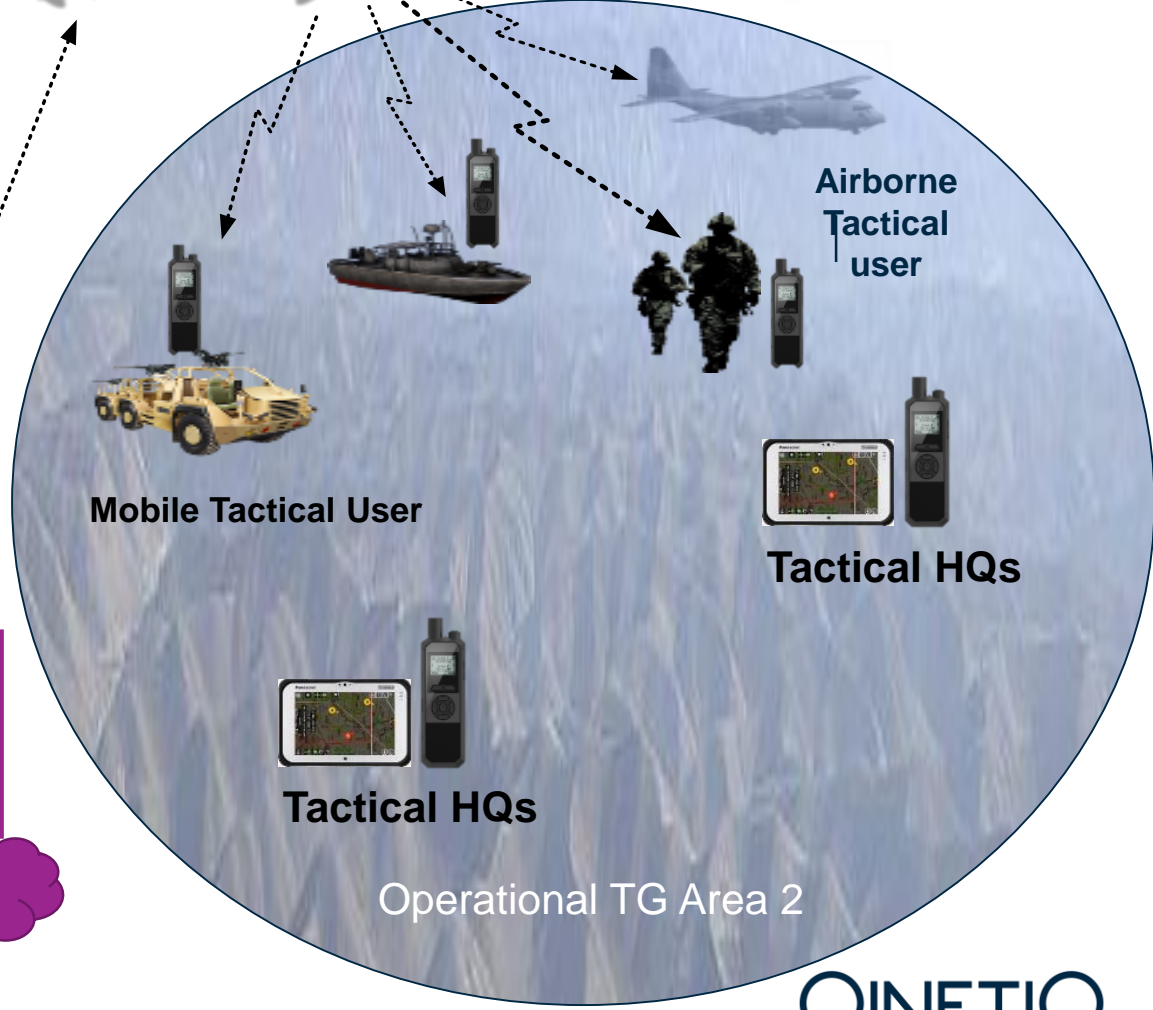 Airborne
Tactical
user
Mobile Tactical User
Tactical HQs
Tactical HQs
Operational TG Area 2
QINETIQ